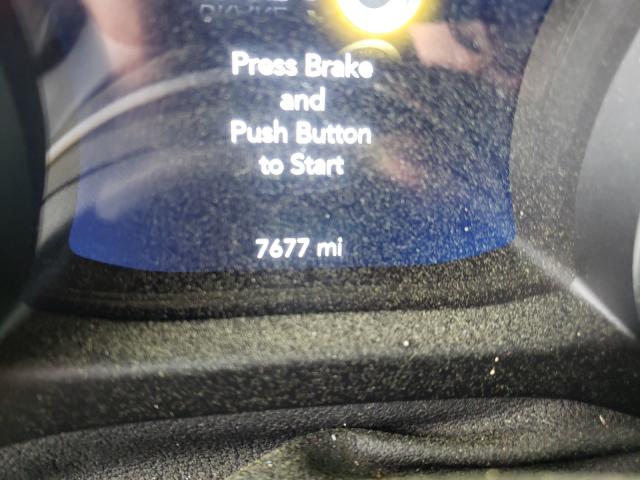 Press Brake
and
Push Button
to Start
7677 mi